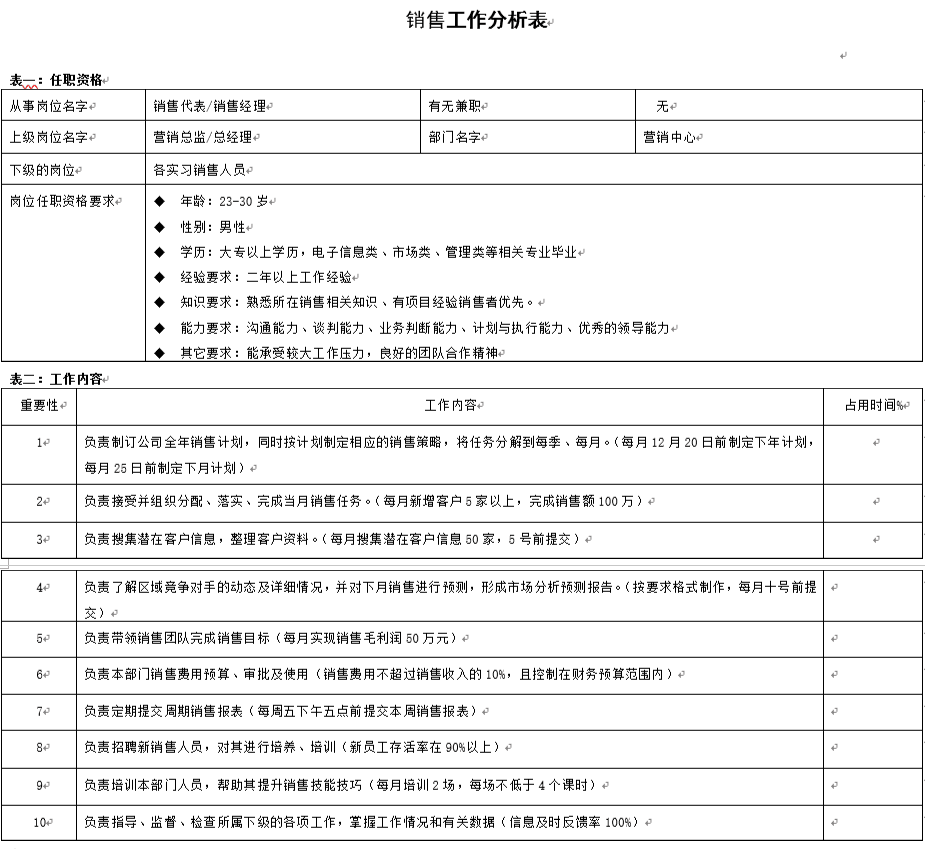 销售工作分析表
表一：任职资格
从事岗位名字 销售代表/销售经理 有无兼职 无
上级岗位名字 营销总监/总经理 部门名字 营销中心
下级的岗位 各实习销售人员
岗位任职资格要求 ◆ 年龄：23-30 岁
◆ 性别：男性
◆ 学历：大专以上学历，电子信息类、市场类、管理类等相关专业毕业
◆ 经验要求：二年以上工作经验
◆ 知识要求：熟悉所在销售相关知识、有项目经验销售者优先。
◆ 能力要求：沟通能力、谈判能力、业务判断能力、计划与执行能力、优秀的领导能力
◆ 其它要求：能承受较大工作压力，良好的团队合作精神
表二：工作内容
重要性 工作内容 占用时间%
1 负责制订公司全年销售计划，同时按计划制定相应的销售策略，将任务分解到每季、每月。（每月 12 月 20 日前制定下年计划，
每月 25 日前制定下月计划）
2 负责接受并组织分配、落实、完成当月销售任务。（每月新增客户 5 家以上，完成销售额 100 万）
3 负责搜集潜在客户信息，整理客户资料。（每月搜集潜在客户信息 50 家，5 号前提交）
4 负责了解区域竟争对手的动态及详细情况，并对下月销售进行预测，形成市场分析预测报告。（按要求格式制作，每月十号前提
交）
5 负责带领销售团队完成销售目标（每月实现销售毛利润 50 万元）
6 负责本部门销售费用预算、审批及使用（销售费用不超过销售收入的 10%，且控制在财务预算范围内）
7 负责定期提交周期销售报表（每周五下午五点前提交本周销售报表）
8 负责招聘新销售人员，对其进行培养、培训（新员工存活率在 90%以上）
9 负责培训本部门人员，帮助其提升销售技能技巧（每月培训 2 场，每场不低于 4 个课时）
10 负责指导、监督、检查所属下级的各项工作，掌握工作情况和有关数据（信息及时反馈率 100%）